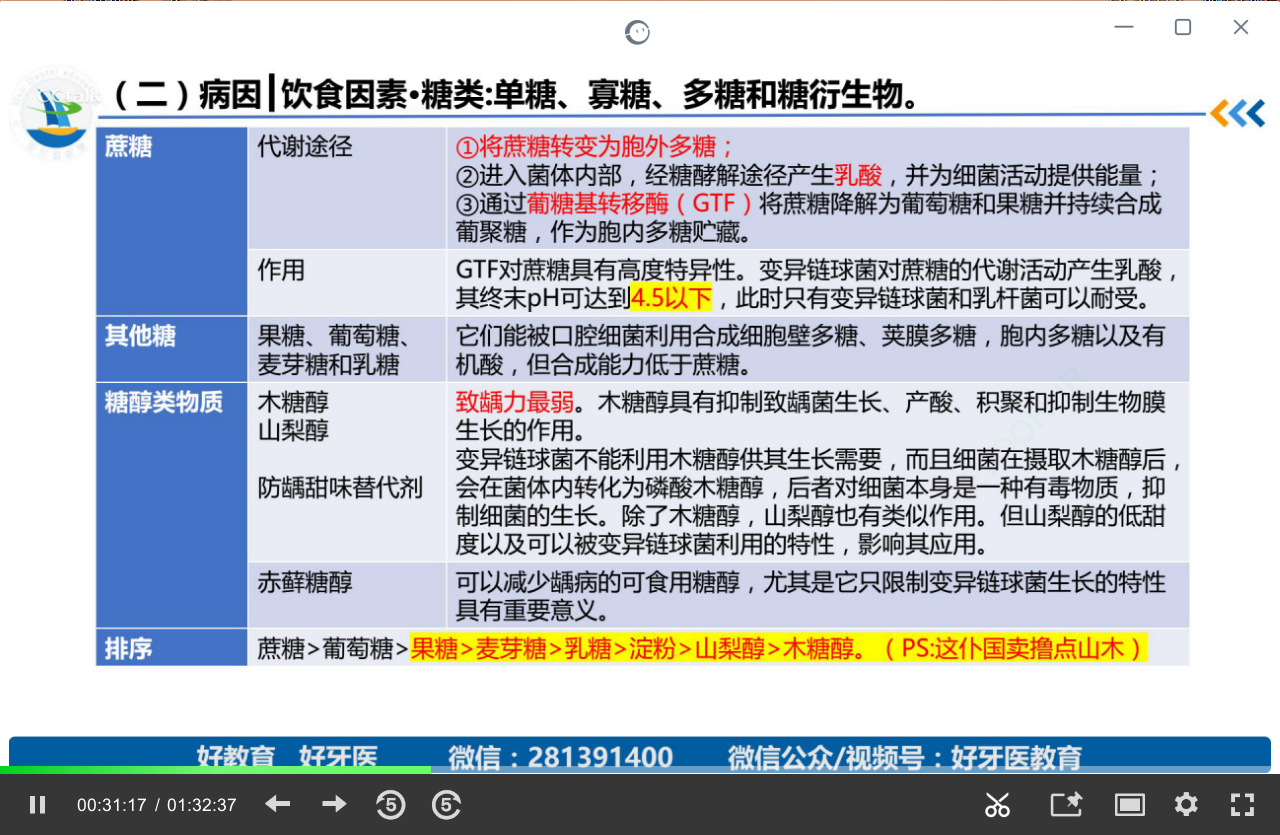 （二）病因|饮食因素•糖类:单糖、寡糖、多糖和糖衍生物。
蔗糖
代谢途径
①将蔗糖转变为胞外多糖；
②进入菌体内部，经糖酵解途径产生乳酸，并为细菌活动提供能量；
③通过葡糖基转移酶（GTF）将蔗糖降解为葡萄糖和果糖并持续合成
葡聚糖，作为胞内多糖贮藏。
作用
GTF对蔗糖具有高度特异性。变异链球菌对蔗糖的代谢活动产生乳酸，
其终末pH可达到4.5以下，此时只有变异链球菌和乳杆菌可以耐受。
其他糖
果糖、葡萄糖、
麦芽糖和乳糖
它们能被口腔细菌利用合成细胞壁多糖、荚膜多糖，胞内多糖以及有
机酸，但合成能力低于蔗糖。
糖醇类物质
木糖醇
山梨醇
防龋甜味替代剂
致龋力最弱。木糖醇具有抑制致龋菌生长、产酸、积聚和抑制生物膜
生长的作用。
变异链球菌不能利用木糖醇供其生长需要，而且细菌在摄取木糖醇后，
会在菌体内转化为磷酸木糖醇，后者对细菌本身是一种有毒物质，抑
制细菌的生长。除了木糖醇，山梨醇也有类似作用。但山梨醇的低甜
度以及可以被变异链球菌利用的特性，影响其应用。
赤藓糖醇
可以减少龋病的可食用糖醇，尤其是它只限制变异链球菌生长的特性
具有重要意义。
排序
蔗糖>葡萄糖>果糖>麦芽糖>乳糖>淀粉>山梨醇>木糖醇。（PS:这仆国卖撸点山木）
好教育 好牙医 微信：281391400 微信公众/视频号：好牙医教育
00:31:17 / 01:32:37
5
5